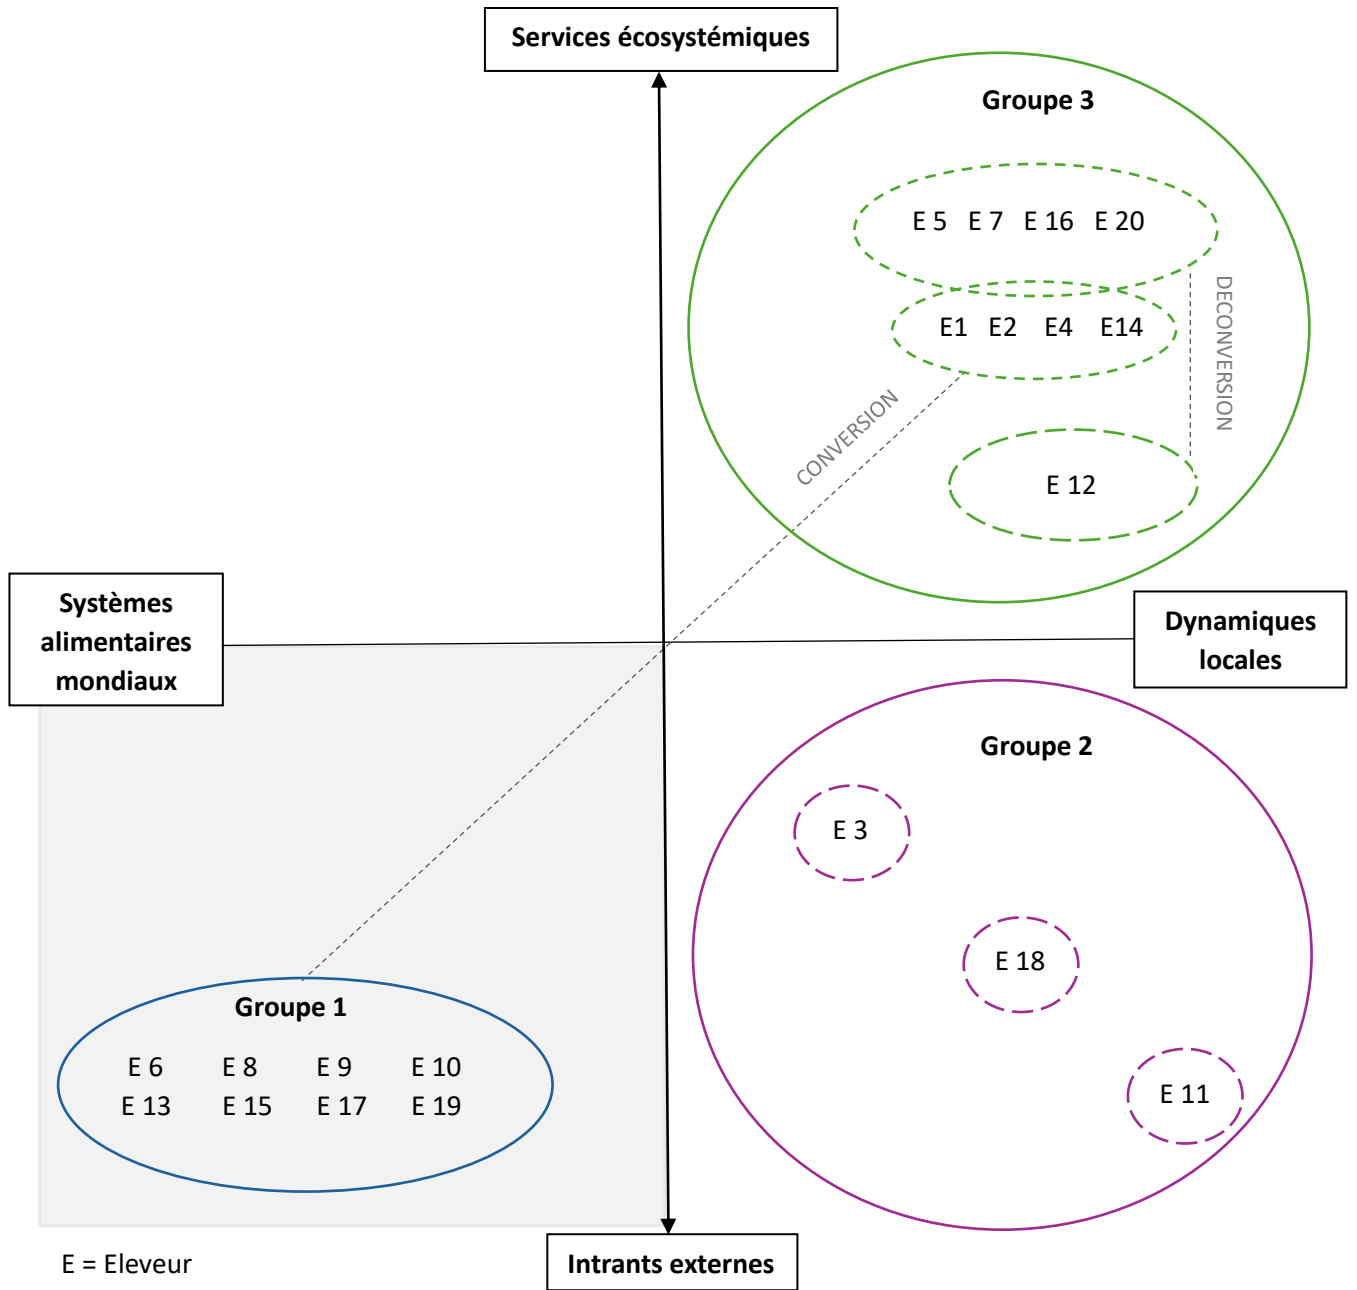 Services écosystémiques
Groupe 3
E 5 E 7 E 16 E 20
E1 E2 E4 E14
DECONVERSION
CONVERSION
E 12
Systèmes
alimentaires
mondiaux
Dynamiques
locales
Groupe 2
E 3
E 18
E 11
Groupe 1
E 6 E 8 E 9 E 10
E 13 E 15 E 17 E 19
Intrants externes
E = Eleveur